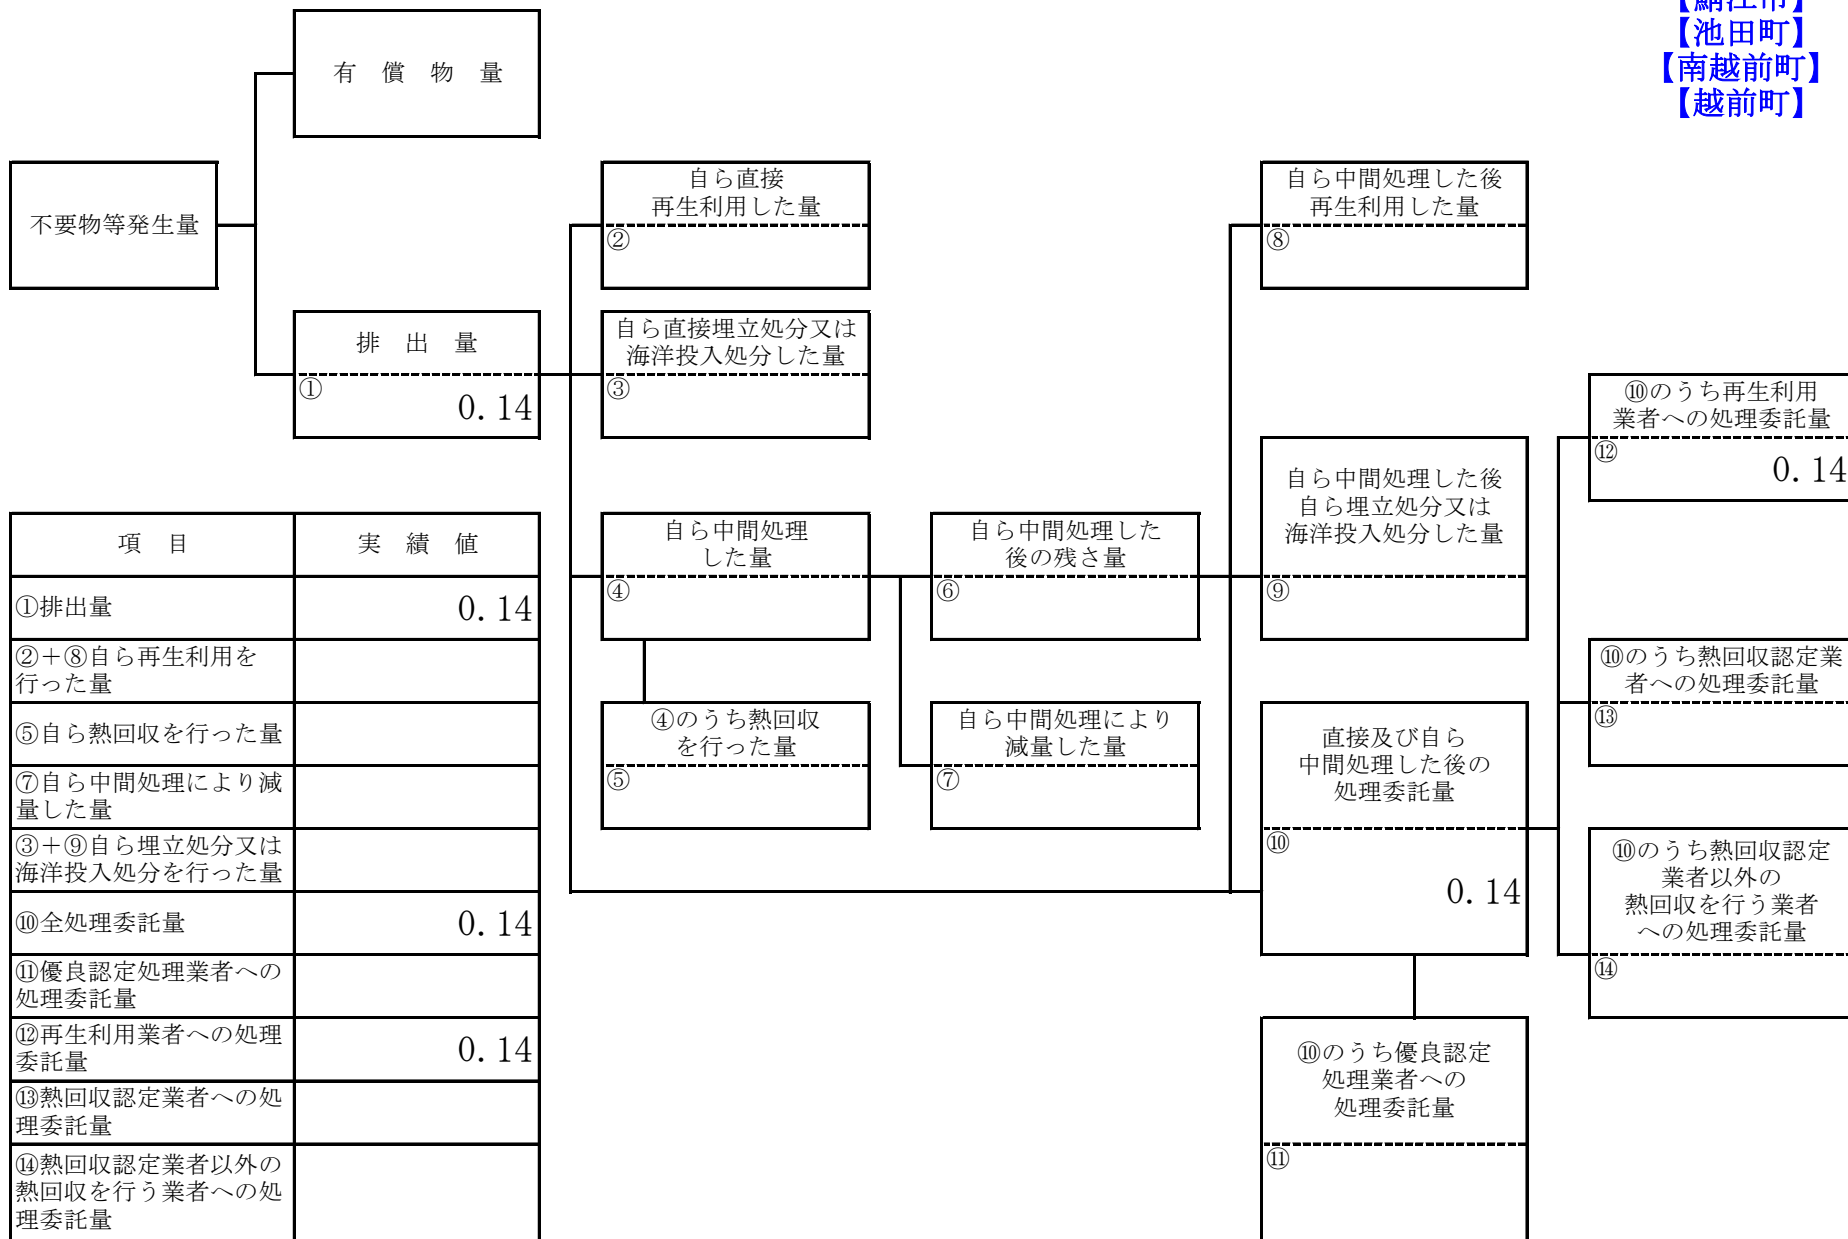 【鯖江市】
【池田町】
【南越前町】
【越前町】
有　償　物　量
不要物等発生量
排　出　量
①
0.14
自ら直接
再生利用した量
②
自ら直接埋立処分又は
海洋投入処分した量
③
自ら中間処理
した量
④
④のうち熱回収
を行った量
⑤
自ら中間処理した
後の残さ量
⑥
自ら中間処理により
減量した量
⑦
自ら中間処理した後
再生利用した量
⑧
自ら中間処理した後
自ら埋立処分又は
海洋投入処分した量
⑨
直接及び自ら
中間処理した後の
処理委託量
⑩
0.14
⑩のうち優良認定
処理業者への
処理委託量
⑪
⑩のうち再生利用
業者への処理委託量
⑫
0.14
⑩のうち熱回収認定業
者への処理委託量
⑬
⑩のうち熱回収認定
業者以外の
熱回収を行う業者
への処理委託量
⑭
項　目
実　績　値
①排出量
0.14
②＋⑧自ら再生利用を
行った量
⑤自ら熱回収を行った量
⑦自ら中間処理により減
量した量
③＋⑨自ら埋立処分又は
海洋投入処分を行った量
⑩全処理委託量
0.14
⑪優良認定処理業者への
処理委託量
⑫再生利用業者への処理
委託量
0.14
⑬熱回収認定業者への処
理委託量
⑭熱回収認定業者以外の
熱回収を行う業者への処
理委託量